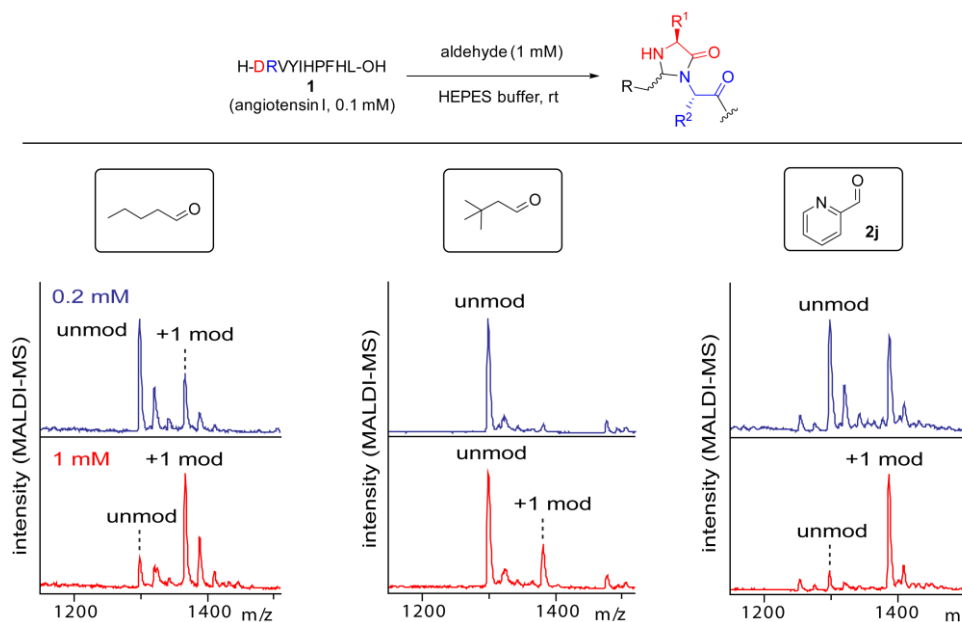 H-DRVYIHPFHL-OH
1
(angiotensin I, 0.1 mM)
aldehyde (1 mM)
HEPES buffer, rt
R¹
HN
O
N
R
O
R²
O
O
O
N
2j
intensity (MALDI-MS)
0.2 mM
unmod
+1 mod
1 mM
+1 mod
unmod
1200
1400
m/z
intensity (MALDI-MS)
unmod
unmod
+1 mod
1200
1400
m/z
intensity (MALDI-MS)
unmod
+1 mod
unmod
1200
1400
m